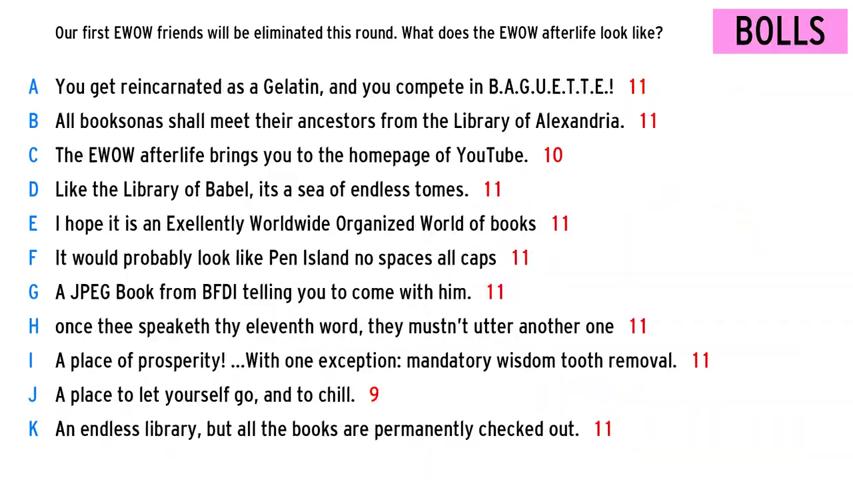 Our first EWOW friends will be eliminated this round. What does the EWOW afterlife look like?
BOLLS
A You get reincarnated as a Gelatin, and you compete in B.A.G.U.E.T.T.E.! 11
B All booksonas shall meet their ancestors from the Library of Alexandria. 11
C The EWOW afterlife brings you to the homepage of YouTube. 10
D Like the Library of Babel, its a sea of endless tomes. 11
E I hope it is an Exellently Worldwide Organized World of books 11
F It would probably look like Pen Island no spaces all caps 11
G A JPEG Book from BFDI telling you to come with him. 11
H once thee speaketh thy eleventh word, they mustn't utter another one 11
I A place of prosperity! ...With one exception: mandatory wisdom tooth removal. 11
J A place to let yourself go, and to chill. 9
K An endless library, but all the books are permanently checked out. 11